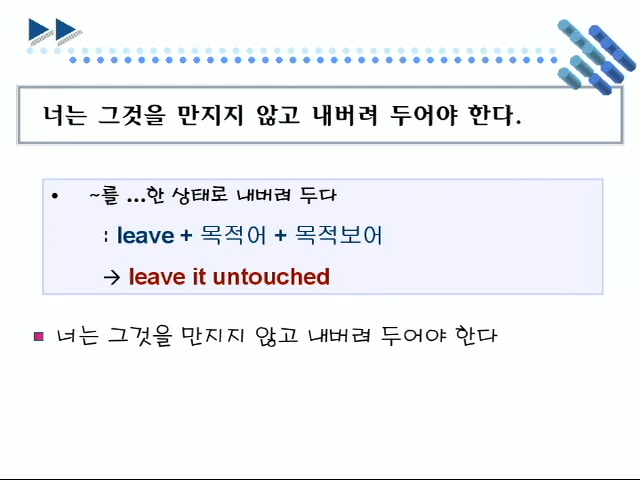 너는 그것을 만지지 않고 내버려 두어야 한다.
• ~를 …한 상태로 내버려 두다
: leave + 목적어 + 목적보어
→ leave it untouched
너는 그것을 만지지 않고 내버려 두어야 한다